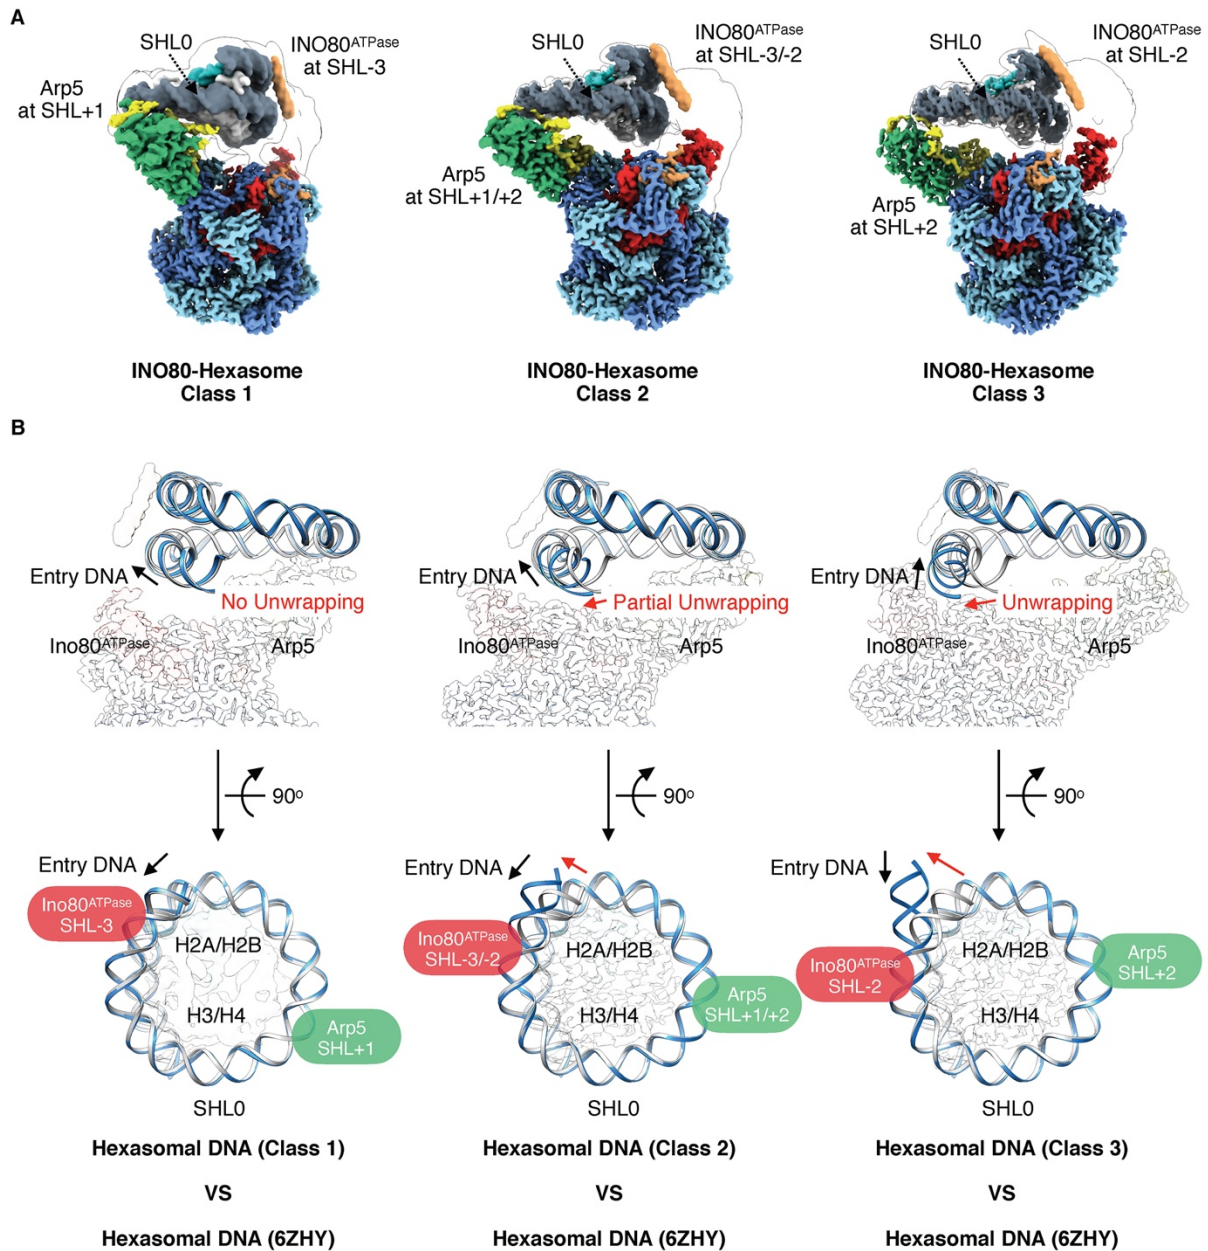 A
SHL0
INO80ATPase
at SHL-3
Arp5
at SHL+1
INO80-Hexasome
Class 1
SHL0
INO80ATPase
at SHL-3/-2
Arp5
at SHL+1/+2
INO80-Hexasome
Class 2
SHL0
INO80ATPase
at SHL-2
Arp5
at SHL+2
INO80-Hexasome
Class 3
B
Entry DNA
No Unwrapping
Ino80ATPase
Arp5
Entry DNA
Partial Unwrapping
Ino80ATPase
Arp5
Entry DNA
Unwrapping
Ino80ATPase
Arp5
90o
90o
90o
Entry DNA
Ino80ATPase
SHL-3
H2A/H2B
H3/H4
Arp5
SHL+1
SHL0
Hexasomal DNA (Class 1)
VS
Hexasomal DNA (6ZHY)
Entry DNA
Ino80ATPase
SHL-3/-2
H2A/H2B
H3/H4
Arp5
SHL+1/+2
SHL0
Hexasomal DNA (Class 2)
VS
Hexasomal DNA (6ZHY)
Entry DNA
Ino80ATPase
SHL-2
H2A/H2B
H3/H4
Arp5
SHL+2
SHL0
Hexasomal DNA (Class 3)
VS
Hexasomal DNA (6ZHY)